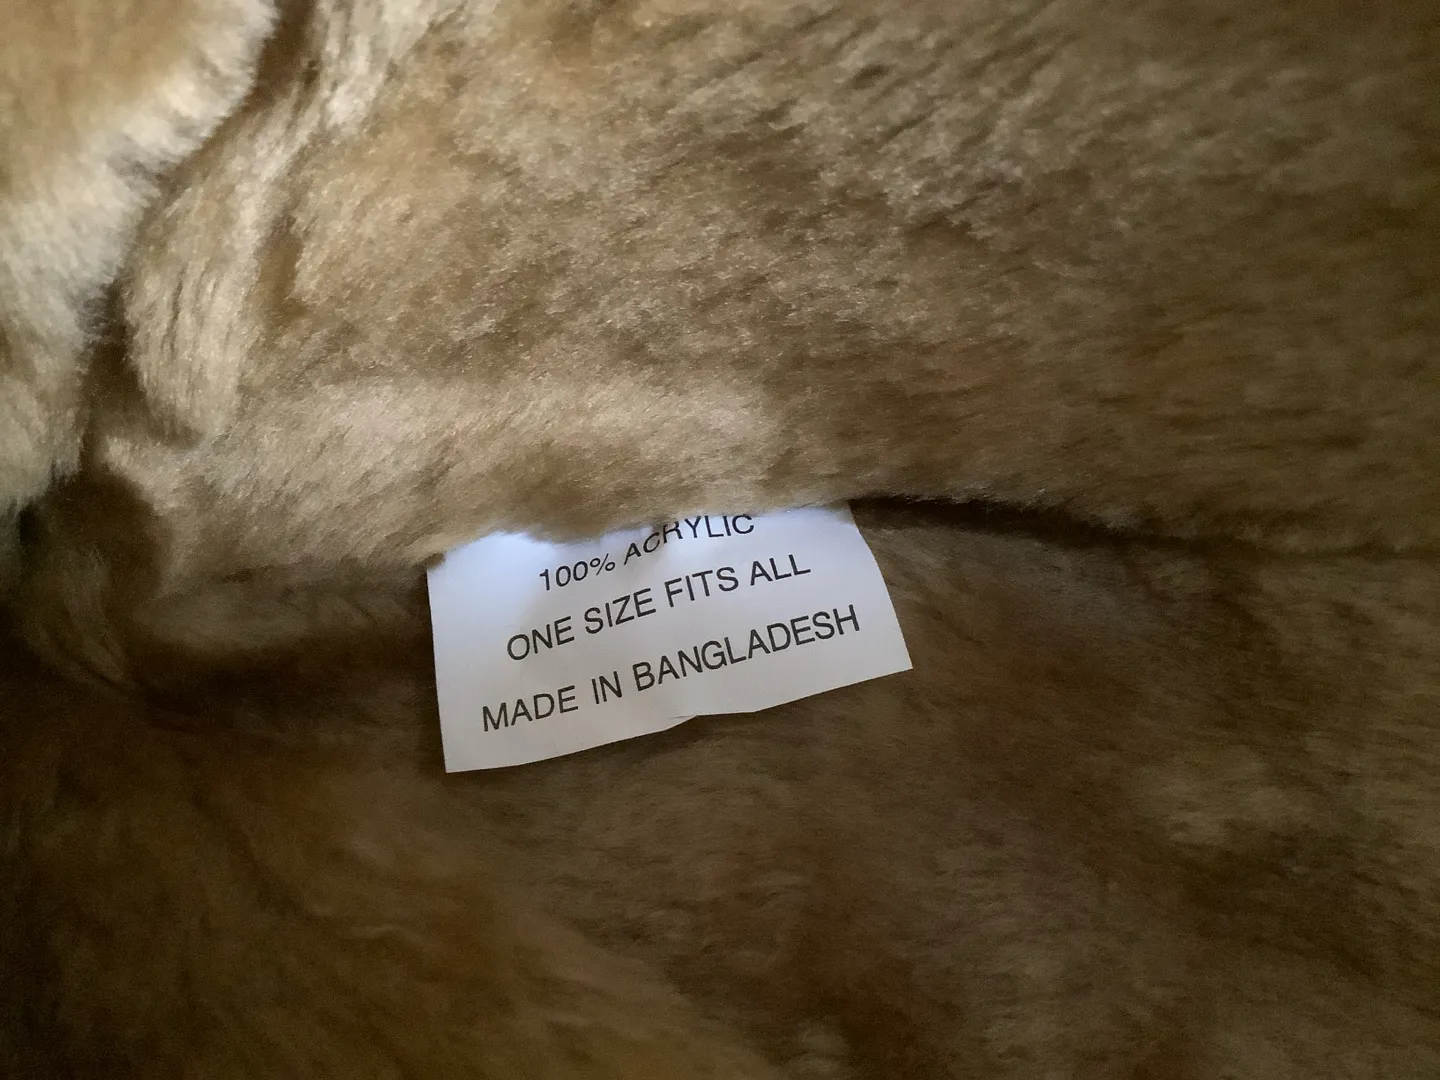 100% ACRYLIC
ONE SIZE FITS ALL
MADE IN BANGLADESH